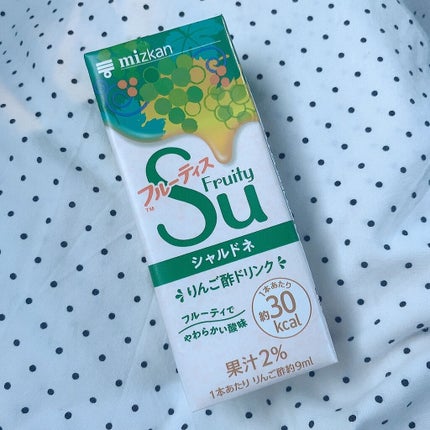 mizkan
フルーティス
TM
Fruity
Su
シャルドネ
りんご酢ドリンク
フルーティで
やわらかい酸味
1本あたり
約30
kcal
果汁2%
1本あたり りんご酢約9ml